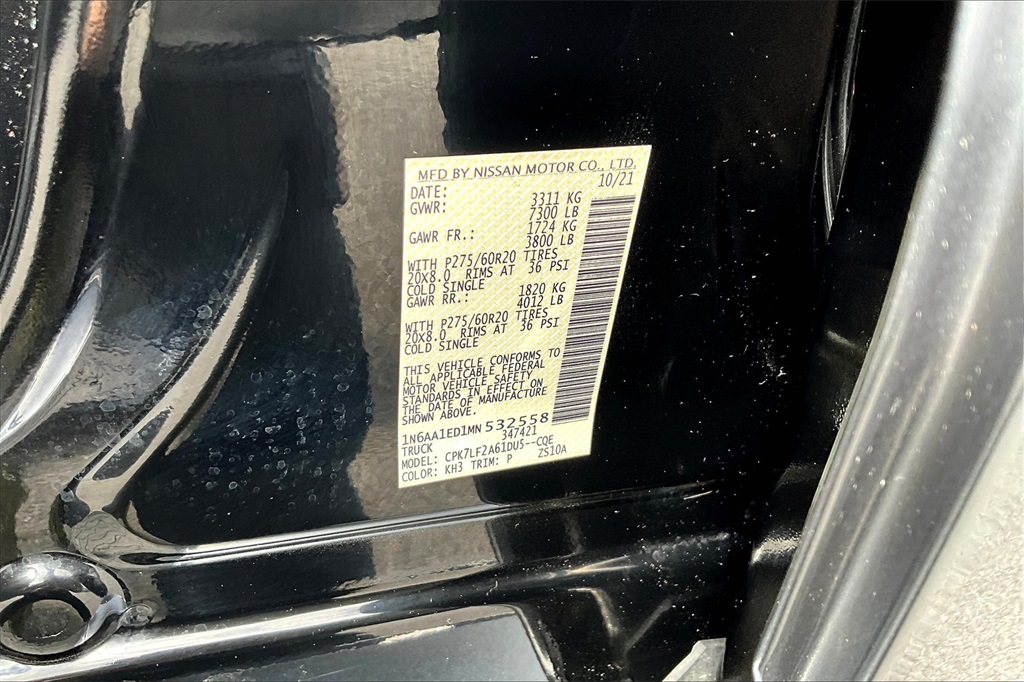 MFD BY NISSAN MOTOR CO., LTD.
DATE: 10/21
GVWR: 3311 KG
7300 LB
GAWR FR.: 1724 KG
3800 LB
WITH P275/60R20 TIRES
20X8.0 RIMS AT 36 PSI
COLD SINGLE
GAWR RR.: 1820 KG
4012 LB
WITH P275/60R20 TIRES
20X8.0 RIMS AT 36 PSI
COLD SINGLE
THIS VEHICLE CONFORMS TO
ALL APPLICABLE FEDERAL
MOTOR VEHICLE SAFETY
STANDARDS IN EFFECT ON
THE DATE OF MANUFACTURE
SHOWN ABOVE.
1N6AA1ED1MN532558
TRUCK 347421
MODEL: CPK7LF2A61DU5--CQE
COLOR: KH3 TRIM: P ZS10A